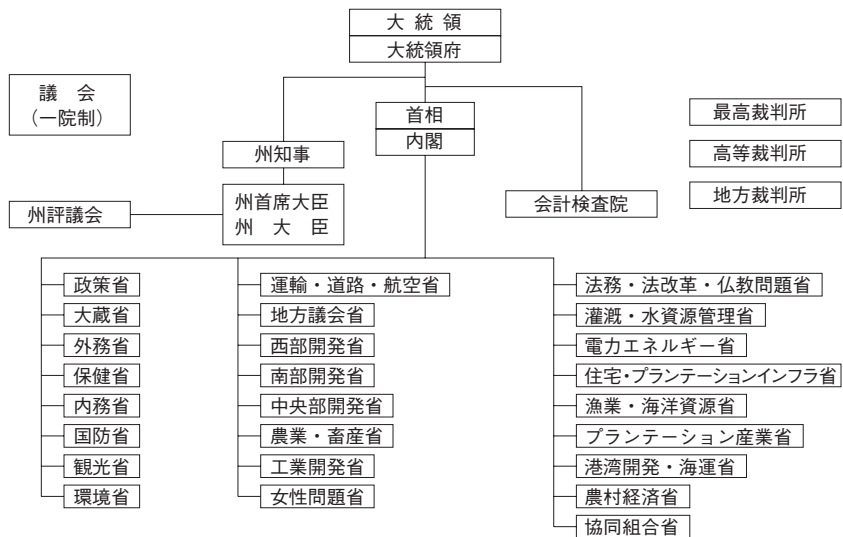 大統領
大統領府
議会
（一院制）
首相
内閣
最高裁判所
高等裁判所
地方裁判所
州知事
州首席大臣
州大臣
州評議会
会計検査院
政策省
大蔵省
外務省
保健省
内務省
国防省
観光省
環境省
運輸・道路・航空省
地方議会省
西部開発省
南部開発省
中央部開発省
農業・畜産省
工業開発省
女性問題省
法務・法改革・仏教問題省
灌漑・水資源管理省
電力エネルギー省
住宅・プランテーションインフラ省
漁業・海洋資源省
プランテーション産業省
港湾開発・海運省
農村経済省
協同組合省